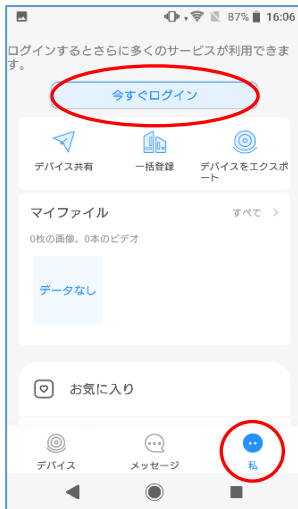 87% 16:06
ログインするとさらに多くのサービスが利用できま
す。
今すぐログイン
デバイス共有
一括登録
デバイスをエクスポ
ート
マイファイル
すべて >
0枚の画像、0本のビデオ
データなし
お気に入り
デバイス
メッセージ
私